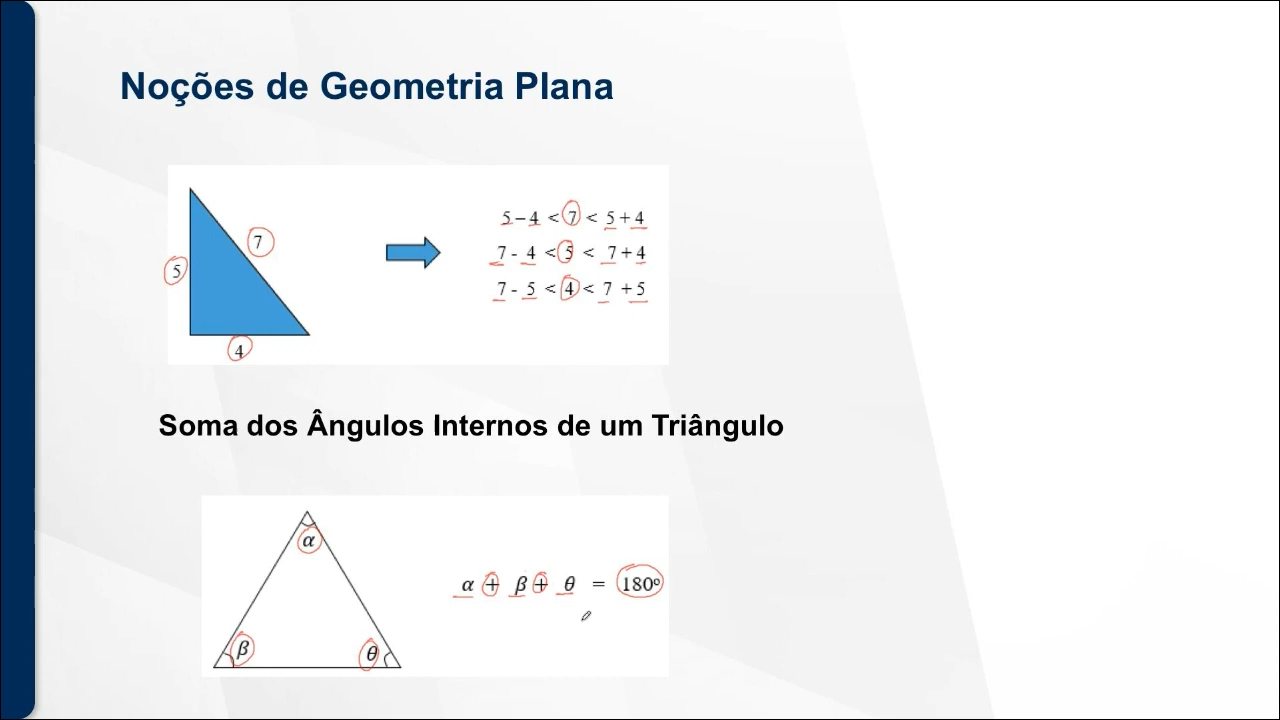 Noções de Geometria Plana
7
5
4
5 – 4 < 7 < 5 + 4
7 - 4 < 5 < 7 + 4
7 - 5 < 4 < 7 + 5
Soma dos Ângulos Internos de um Triângulo
α
β
θ
α + β + θ = 180º